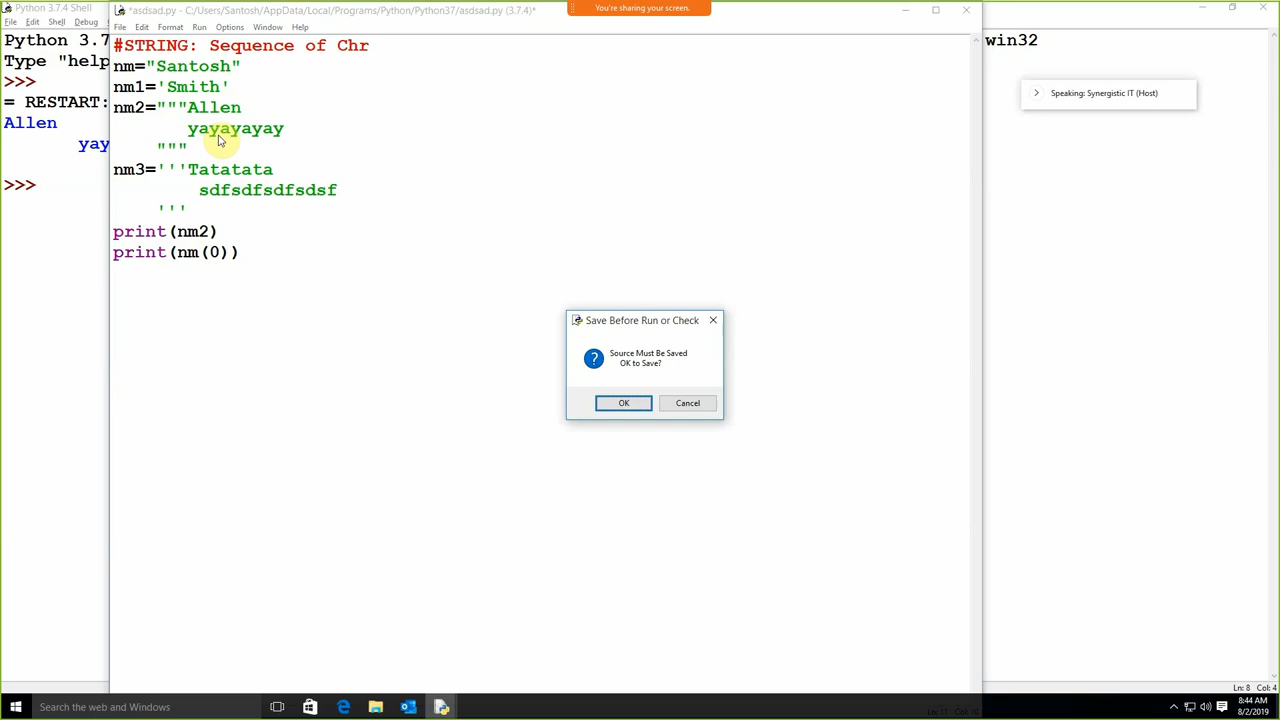 Python 3.7.4 Shell
File Edit Shell Debug
Python 3.7
Type "help
>>>
= RESTART:
Allen
yay
>>>
*asdsad.py - C:/Users/Santosh/AppData/Local/Programs/Python/Python37/asdsad.py (3.7.4)*
File Edit Format Run Options Window Help
#STRING: Sequence of Chr
nm="Santosh"
nm1='Smith'
nm2="""Allen
yayayayay
"""
nm3='''Tatatata
sdfsdfsdfsdsf
'''
print(nm2)
print(nm(0))
You're sharing your screen.
win32
Speaking: Synergistic IT (Host)
Save Before Run or Check
Source Must Be Saved
OK to Save?
OK Cancel
Ln: 8 Col: 4
Search the web and Windows
8:44 AM
8/2/2019